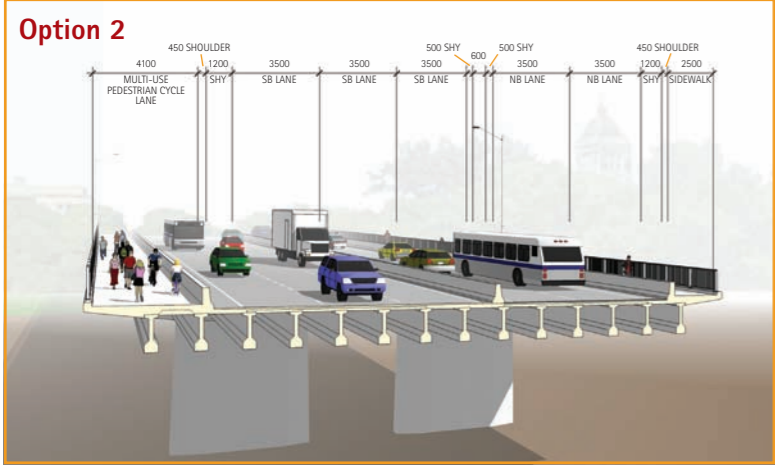 Option 2
450 SHOULDER
500 SHY
600
500 SHY
450 SHOULDER
4100
1200
3500
3500
3500
3500
3500
1200
2500
MULTI-USE
PEDESTRIAN CYCLE
LANE
SHY
SB LANE
SB LANE
SB LANE
NB LANE
NB LANE
SHY
SIDEWALK